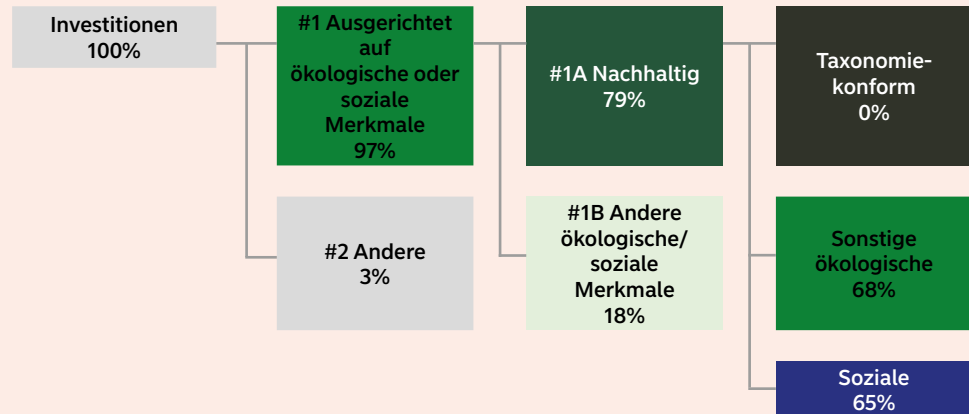 Investitionen
100%
#1 Ausgerichtet
auf
ökologische oder
soziale
Merkmale
97%
#2 Andere
3%
#1A Nachhaltig
79%
#1B Andere
ökologische/
soziale
Merkmale
18%
Taxonomie-
konform
0%
Sonstige
ökologische
68%
Soziale
65%